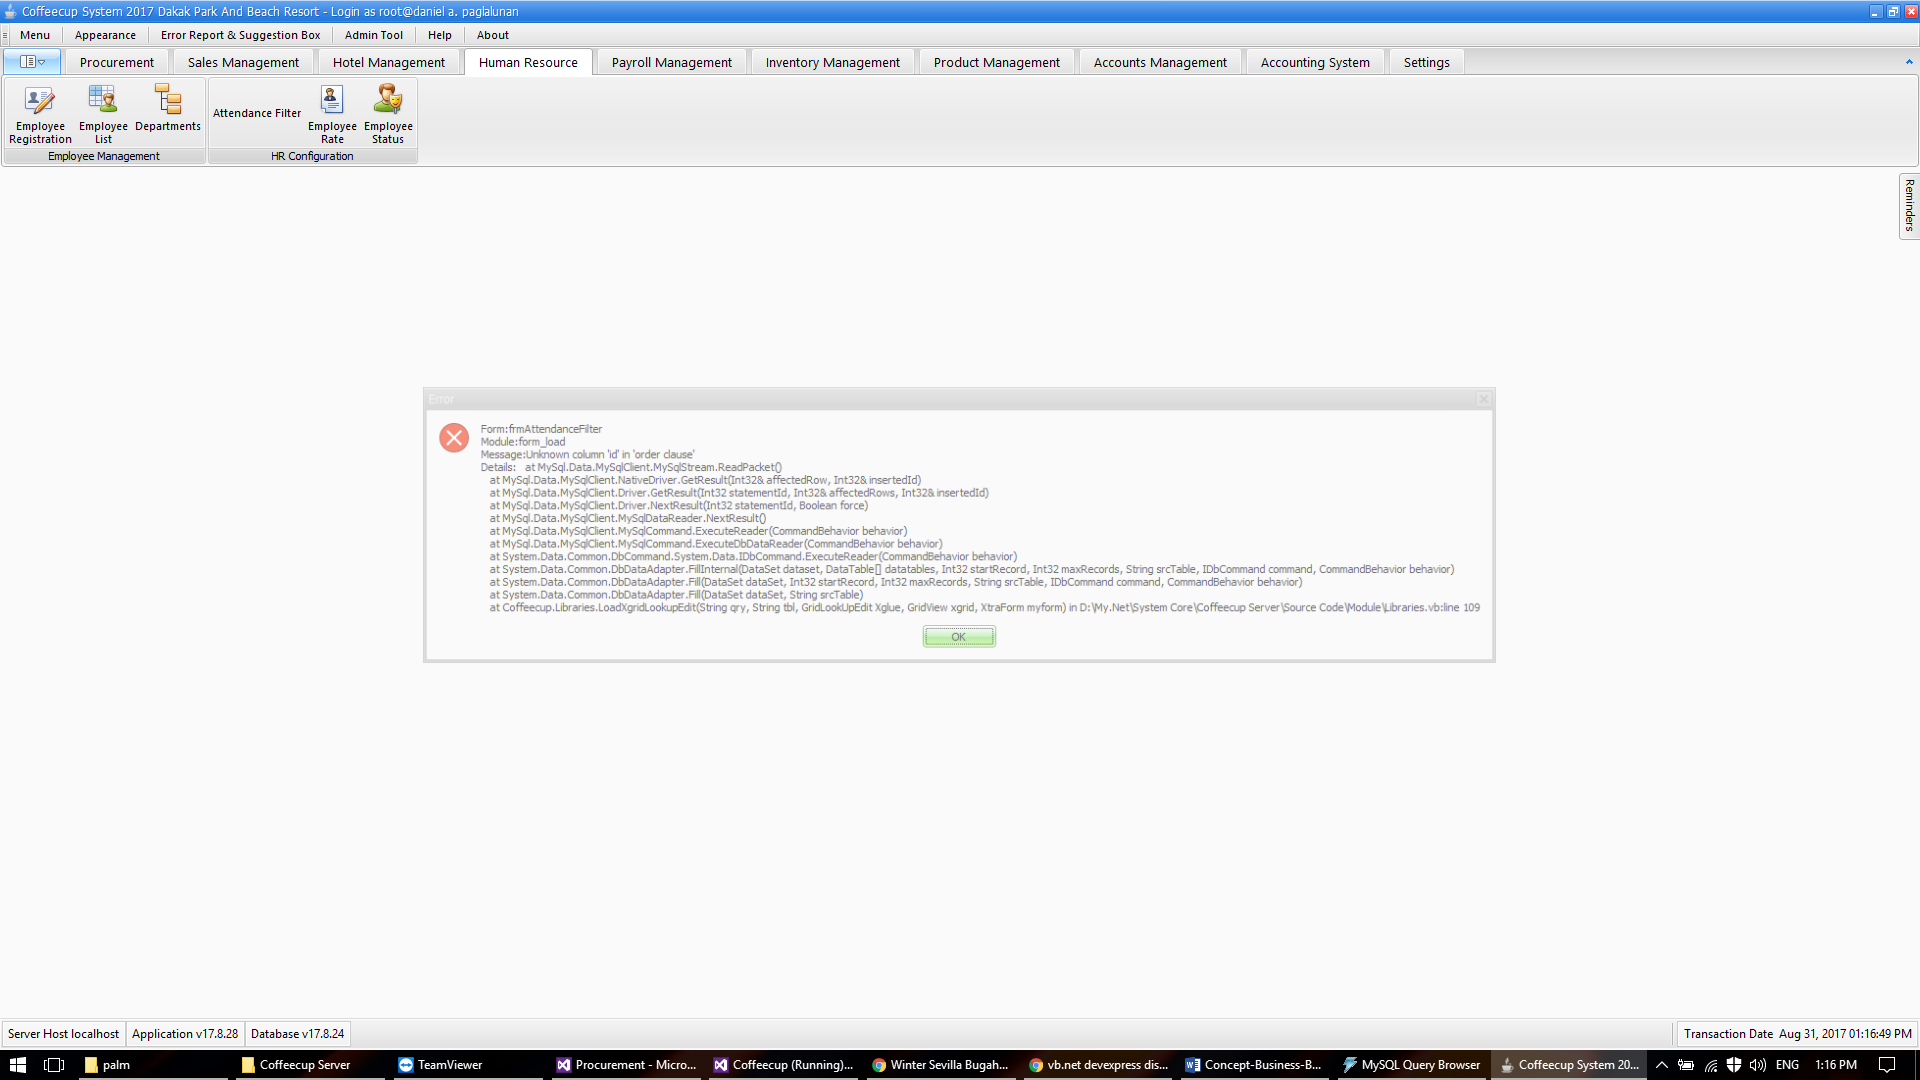 Coffeecup System 2017 Dakak Park And Beach Resort - Login as root@daniel a. paglalunan
Menu Appearance Error Report & Suggestion Box Admin Tool Help About
Procurement Sales Management Hotel Management Human Resource Payroll Management Inventory Management Product Management Accounts Management Accounting System Settings
Employee Registration
Employee List
Departments
Attendance Filter
Employee Rate
Employee Status
Employee Management
HR Configuration
Reminders
Error
Form:frmAttendanceFilter
Module:form_load
Message:Unknown column 'id' in 'order clause'
Details: at MySql.Data.MySqlClient.MySqlStream.ReadPacket()
at MySql.Data.MySqlClient.NativeDriver.GetResult(Int32& affectedRow, Int32& insertedId)
at MySql.Data.MySqlClient.Driver.GetResult(Int32 statementId, Int32& affectedRows, Int32& insertedId)
at MySql.Data.MySqlClient.Driver.NextResult(Int32 statementId, Boolean force)
at MySql.Data.MySqlClient.MySqlDataReader.NextResult()
at MySql.Data.MySqlClient.MySqlCommand.ExecuteReader(CommandBehavior behavior)
at MySql.Data.MySqlClient.MySqlCommand.ExecuteDbDataReader(CommandBehavior behavior)
at System.Data.Common.DbCommand.System.Data.IDbCommand.ExecuteReader(CommandBehavior behavior)
at System.Data.Common.DbDataAdapter.FillInternal(DataSet dataset, DataTable[] datatables, Int32 startRecord, Int32 maxRecords, String srcTable, IDbCommand command, CommandBehavior behavior)
at System.Data.Common.DbDataAdapter.Fill(DataSet dataSet, Int32 startRecord, Int32 maxRecords, String srcTable, IDbCommand command, CommandBehavior behavior)
at System.Data.Common.DbDataAdapter.Fill(DataSet dataSet, String srcTable)
at Coffeecup.Libraries.LoadXgridLookupEdit(String qry, String tbl, GridLookUpEdit Xglue, GridView xgrid, XtraForm myform) in D:\My.Net\System Core\Coffeecup Server\Source Code\Module\Libraries.vb:line 109
OK
Server Host localhost Application v17.8.28 Database v17.8.24 Transaction Date Aug 31, 2017 01:16:49 PM
palm Coffeecup Server TeamViewer Procurement - Micro... Coffeecup (Running)... Winter Sevilla Bugah... vb.net devexpress dis... Concept-Business-B... MySQL Query Browser Coffeecup System 20... ENG 1:16 PM